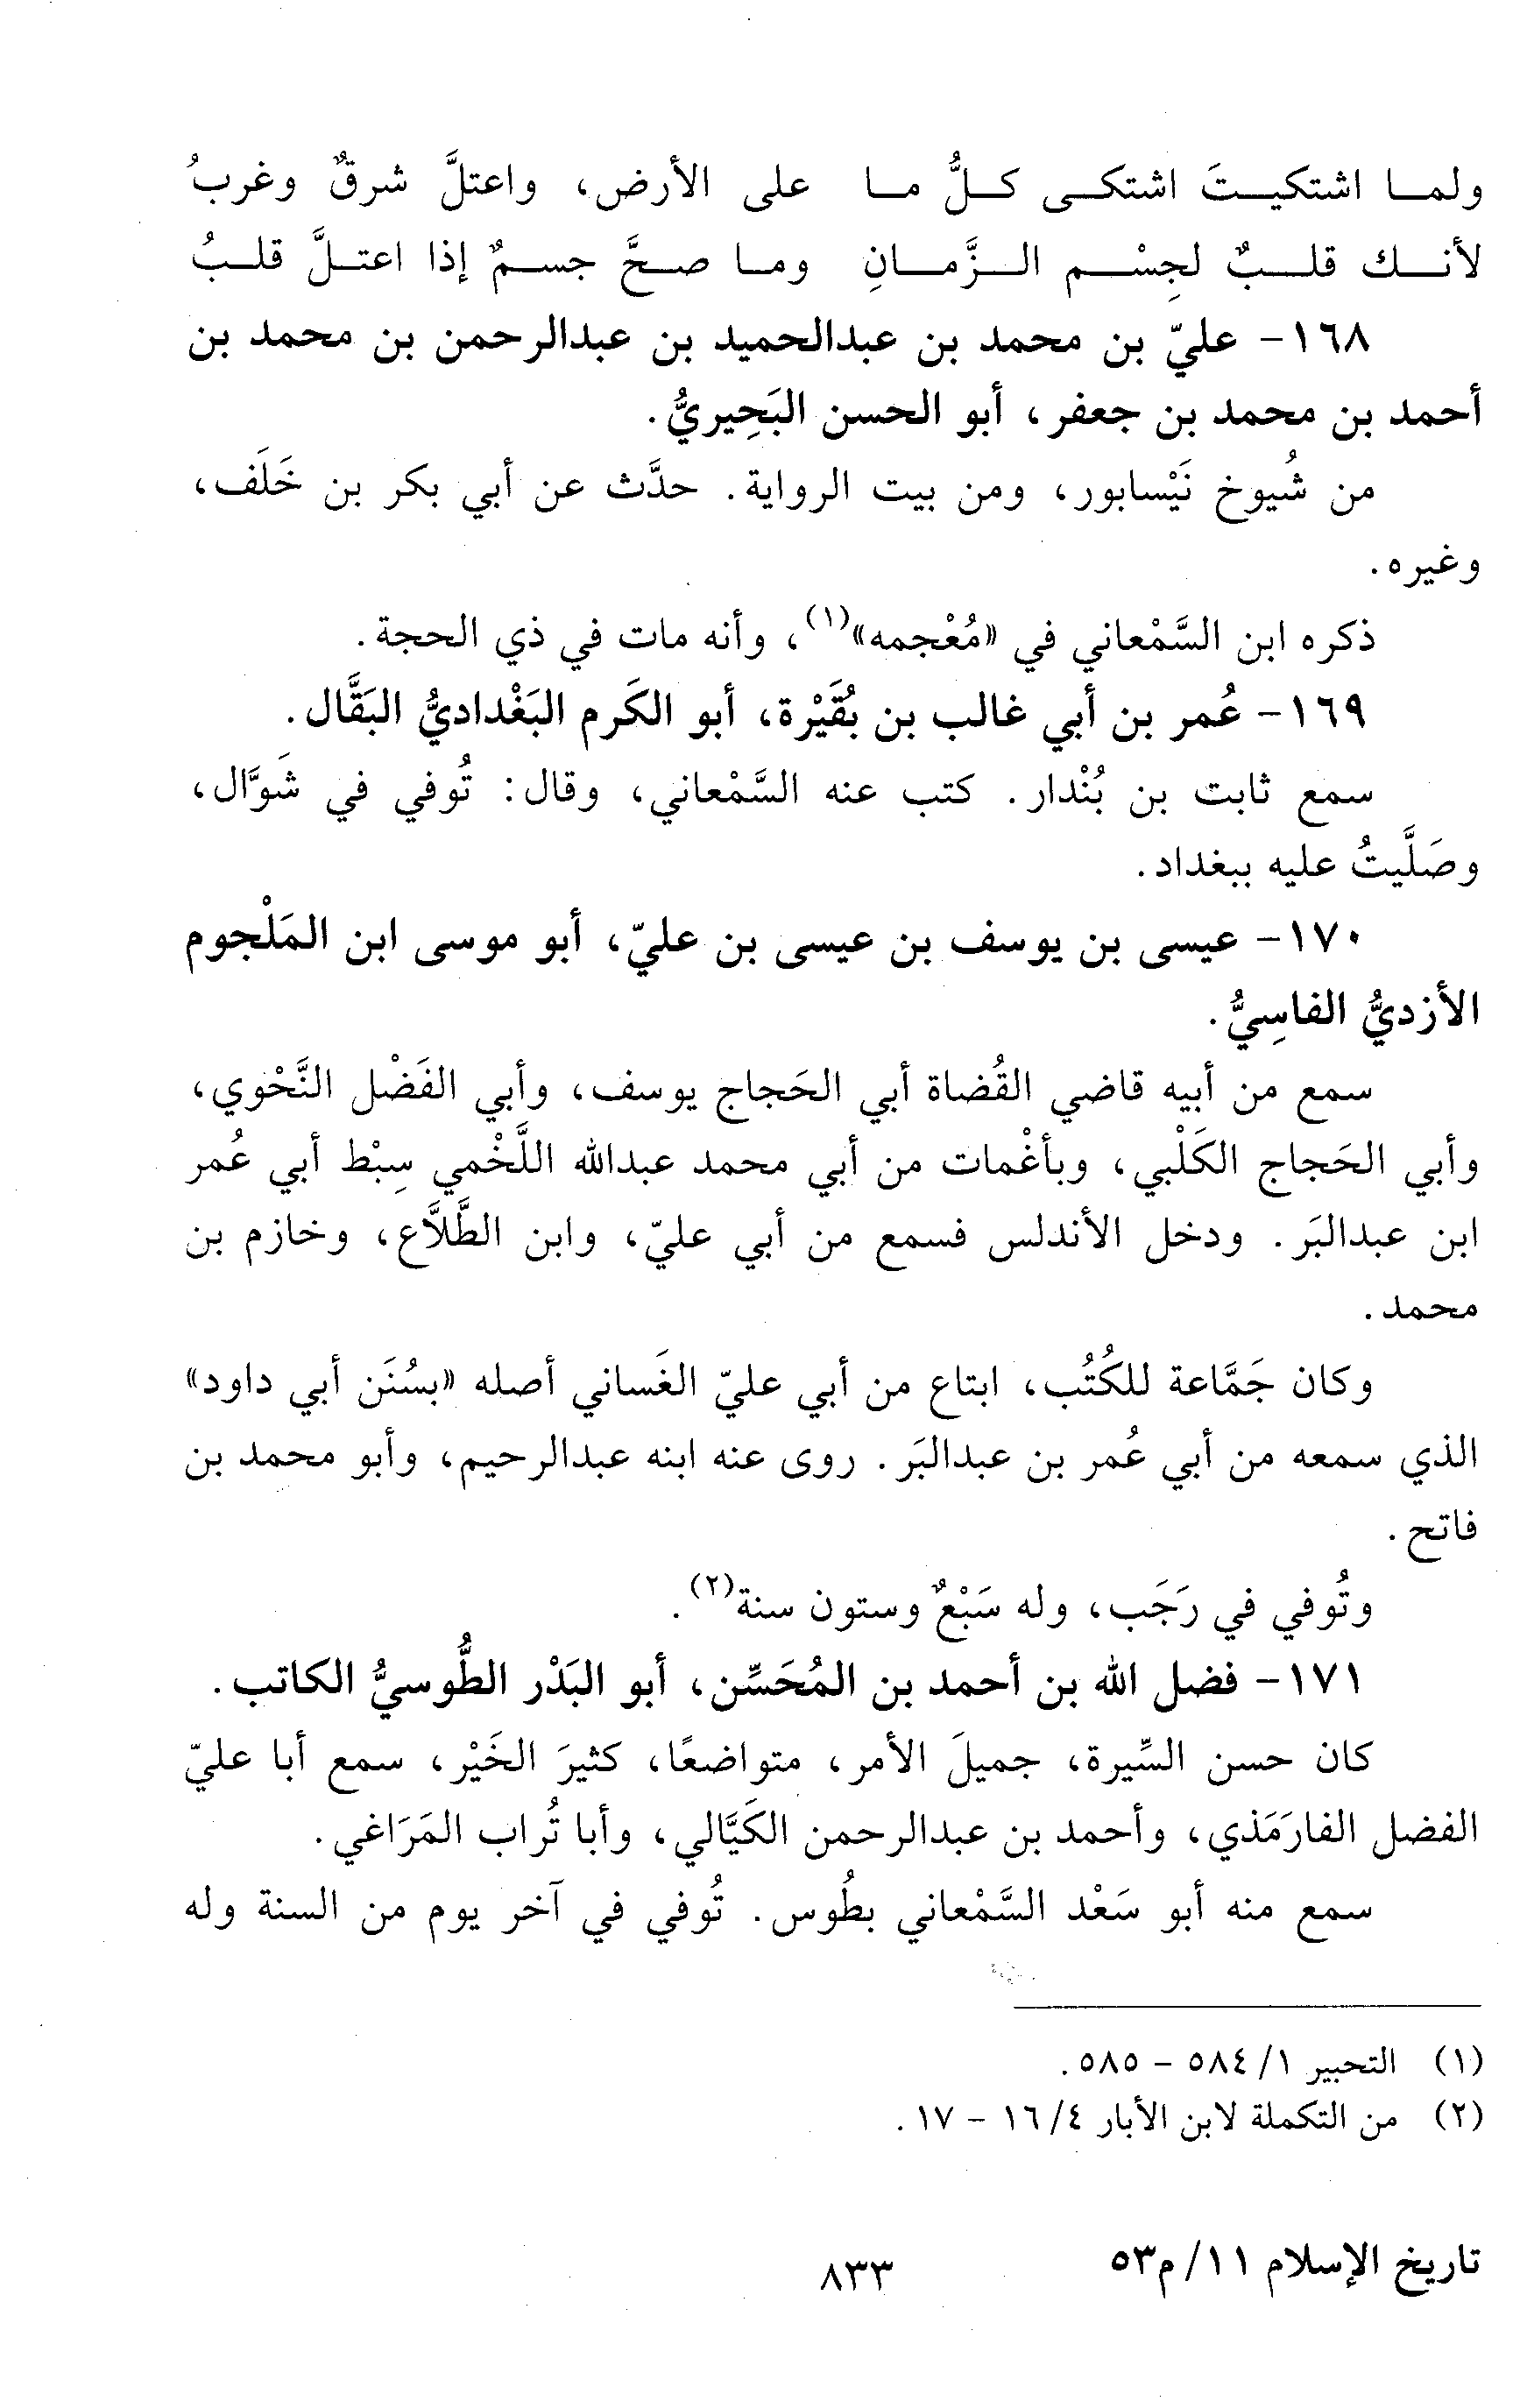 ولما اشتكيتَ اشتكى كلُّ ما على الأرض، واعتلَّ شرقٌ وغربُ
لأنك قلبٌ لجِسْم الزَّمانِ وما صحَّ جسمٌ إذا اعتلَّ قلبُ
١٦٨- عليّ بن محمد بن عبدالحميد بن عبدالرحمن بن محمد بن
أحمد بن محمد بن جعفر، أبو الحسن البَحِيريُّ.
من شُيوخ نَيْسابور، ومن بيت الرواية. حدَّث عن أبي بكر بن خَلَف،
وغيره.
ذكره ابن السَّمْعاني في «مُعْجمه»(١)، وأنه مات في ذي الحجة.
١٦٩- عُمر بن أبي غالب بن بُقَيْرة، أبو الكَرم البَغْداديُّ البَقَّال.
سمع ثابت بن بُنْدار. كتب عنه السَّمْعاني، وقال: تُوفي في شَوَّال،
وصَلَّيتُ عليه ببغداد.
١٧٠- عيسى بن يوسف بن عيسى بن عليّ، أبو موسى ابن المَلْجوم
الأزديُّ الفاسِيُّ.
سمع من أبيه قاضي القُضاة أبي الحَجاج يوسف، وأبي الفَضْل النَّحْوي،
وأبي الحَجاج الكَلْبي، وبأغْمات من أبي محمد عبدالله اللَّخْمي سِبْط أبي عُمر
ابن عبدالبَر. ودخل الأندلس فسمع من أبي عليّ، وابن الطَّلَّاع، وخازم بن
محمد.
وكان جَمَّاعة للكُتُب، ابتاع من أبي عليّ الغَساني أصله «بسُنَن أبي داود»
الذي سمعه من أبي عُمر بن عبدالبَر. روى عنه ابنه عبدالرحيم، وأبو محمد بن
فاتح.
وتُوفي في رَجَب، وله سَبْعٌ وستون سنة(٢).
١٧١- فضل الله بن أحمد بن المُحَسِّن، أبو البَدْر الطُّوسيُّ الكاتب.
كان حسن السِّيرة، جميلَ الأمر، متواضعًا، كثيرَ الخَيْر، سمع أبا عليّ
الفضل الفارَمَذي، وأحمد بن عبدالرحمن الكَيَّالي، وأبا تُراب المَرَاغي.
سمع منه أبو سَعْد السَّمْعاني بطُوس. تُوفي في آخر يوم من السنة وله
(١) التحبير ١/ ٥٨٤ - ٥٨٥.
(٢) من التكملة لابن الأبار ٤/ ١٦ - ١٧.
تاريخ الإسلام ١١/ م٥٣
٨٣٣